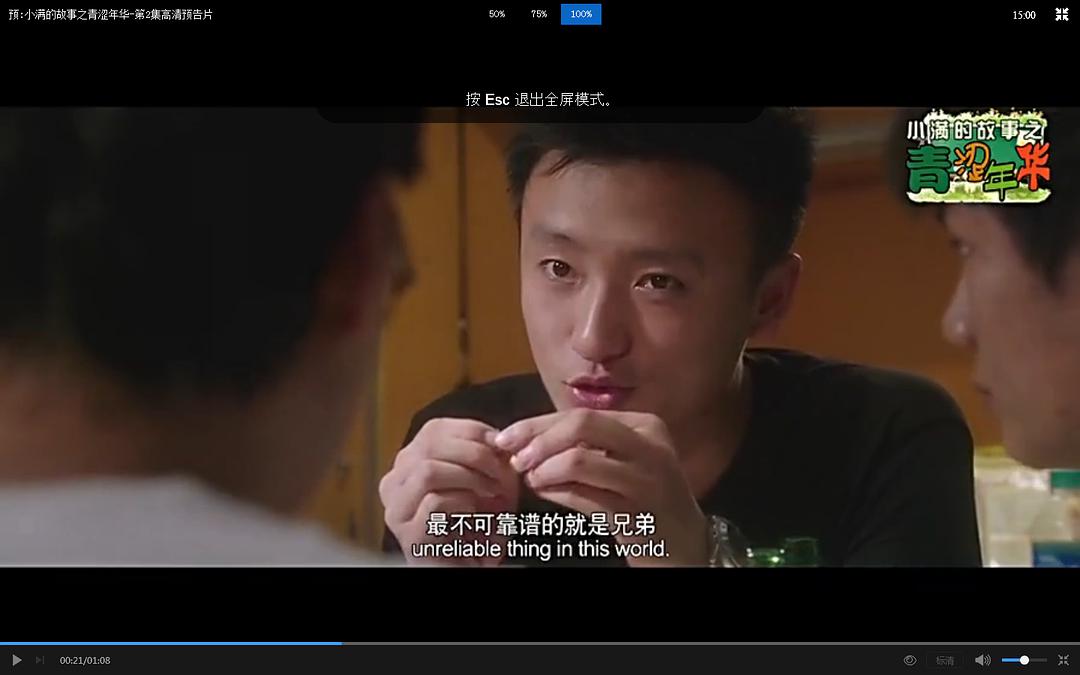 预:小满的故事之青涩年华-第2集高清预告片
50%
75%
100%
15:00
按 Esc 退出全屏模式。
小满的故事之
青涩年华
最不可靠谱的就是兄弟
unreliable thing in this world.
00:21/01:08
标清